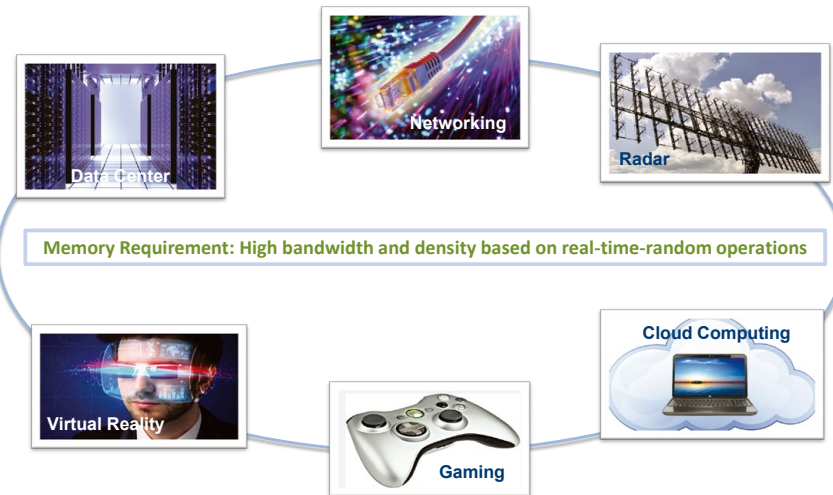 Networking
Data Center
Radar
Memory Requirement: High bandwidth and density based on real-time-random operations
Cloud Computing
Virtual Reality
Gaming